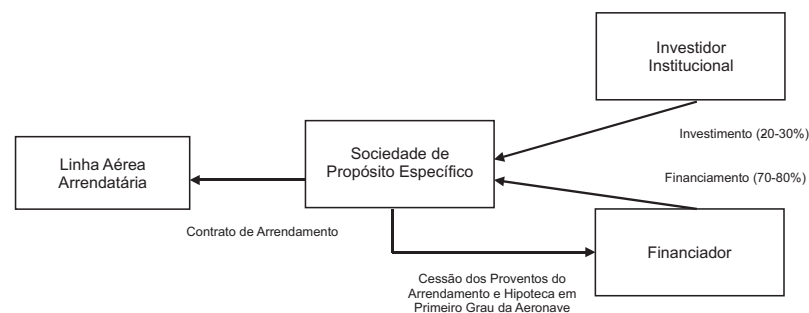 Investidor
Institucional
Investimento (20-30%)
Linha Aérea
Arrendatária
Sociedade de
Propósito Específico
Financiamento (70-80%)
Contrato de Arrendamento
Financiador
Cessão dos Proventos do
Arrendamento e Hipoteca em
Primeiro Grau da Aeronave